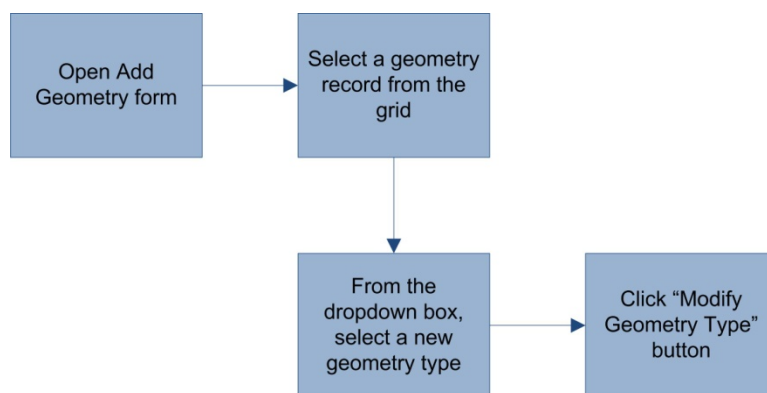 Open Add
Geometry form
Select a geometry
record from the
grid
From the
dropdown box,
select a new
geometry type
Click “Modify
Geometry Type”
button